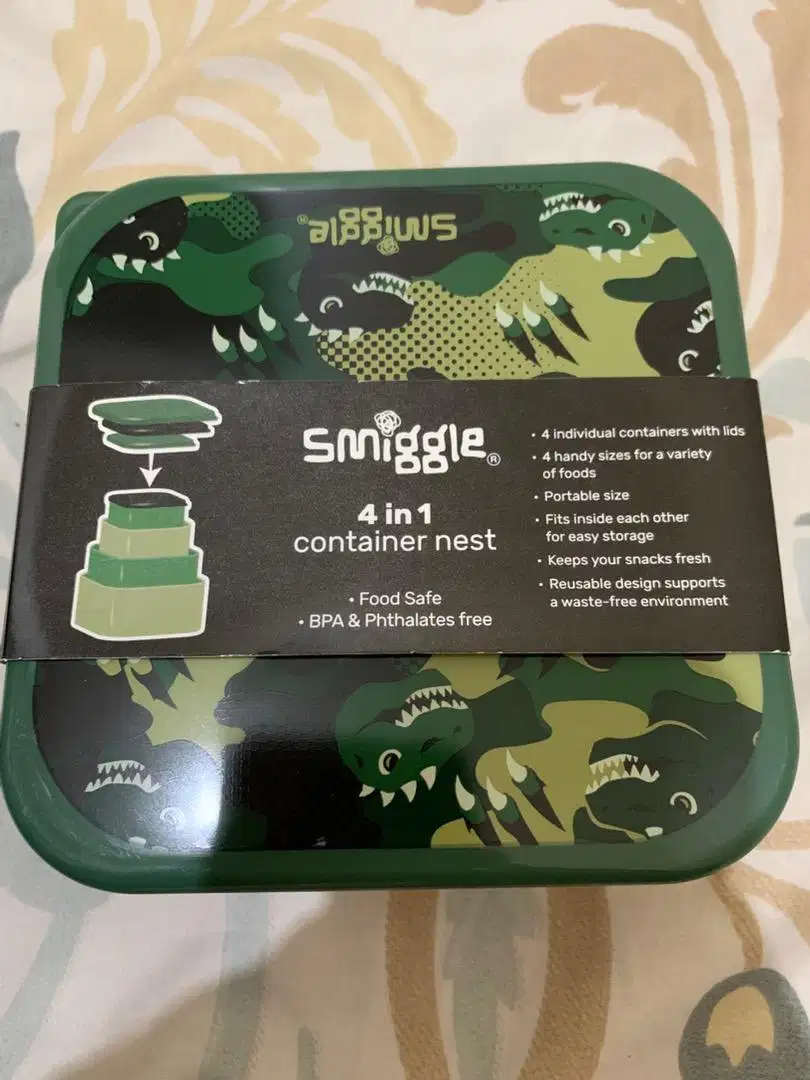 smiggle®
smiggle®
4 in 1
container nest
• Food Safe
• BPA & Phthalates free
• 4 individual containers with lids
• 4 handy sizes for a variety
of foods
• Portable size
• Fits inside each other
for easy storage
• Keeps your snacks fresh
• Reusable design supports
a waste-free environment